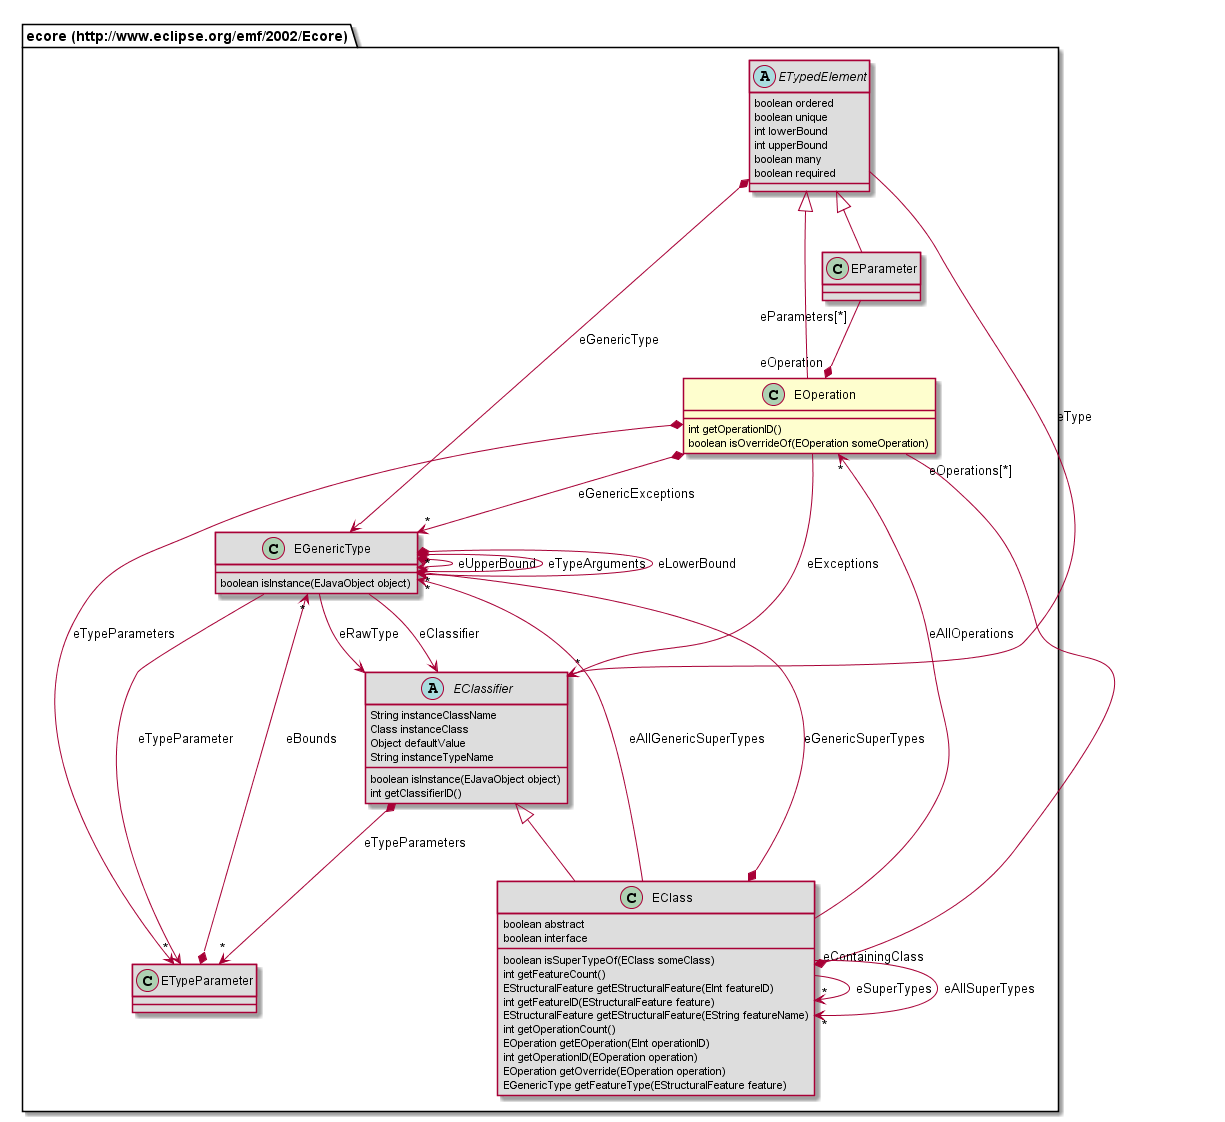 ecore (http://www.eclipse.org/emf/2002/Ecore)
A ETypedElement
boolean ordered
boolean unique
int lowerBound
int upperBound
boolean many
boolean required
C EParameter
eParameters[*]
eGenericType
eOperation
C EOperation
int getOperationID()
boolean isOverrideOf(EOperation someOperation)
eType
eOperations[*]
*
eGenericExceptions
*
C EGenericType
boolean isInstance(EJavaObject object)
*
eUpperBound
*
eTypeArguments
*
eLowerBound
eExceptions
*
eTypeParameters
*
eRawType
eClassifier
eAllOperations
A EClassifier
String instanceClassName
Class instanceClass
Object defaultValue
String instanceTypeName
boolean isInstance(EJavaObject object)
int getClassifierID()
eTypeParameter
eBounds
eAllGenericSuperTypes
eGenericSuperTypes
eTypeParameters
*
*
C ETypeParameter
C EClass
boolean abstract
boolean interface
boolean isSuperTypeOf(EClass someClass)
int getFeatureCount()
EStructuralFeature getEStructuralFeature(EInt featureID)
int getFeatureID(EStructuralFeature feature)
EStructuralFeature getEStructuralFeature(EString featureName)
int getOperationCount()
EOperation getEOperation(EInt operationID)
int getOperationID(EOperation operation)
EOperation getOverride(EOperation operation)
EGenericType getFeatureType(EStructuralFeature feature)
eContainingClass
*
eSuperTypes
*
eAllSuperTypes